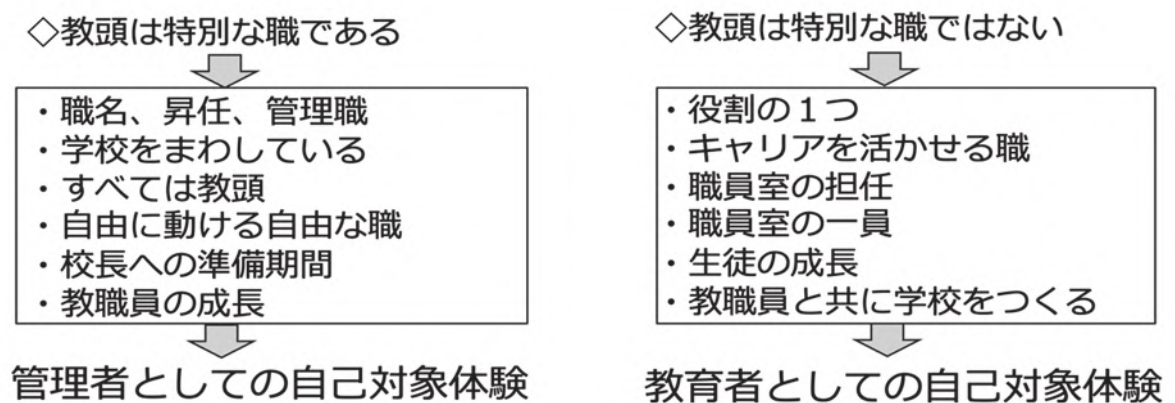 ◇教頭は特別な職である
・職名、昇任、管理職
・学校をまわしている
・すべては教頭
・自由に動ける自由な職
・校長への準備期間
・教職員の成長
管理者としての自己対象体験
◇教頭は特別な職ではない
・役割の１つ
・キャリアを活かせる職
・職員室の担任
・職員室の一員
・生徒の成長
・教職員と共に学校をつくる
教育者としての自己対象体験